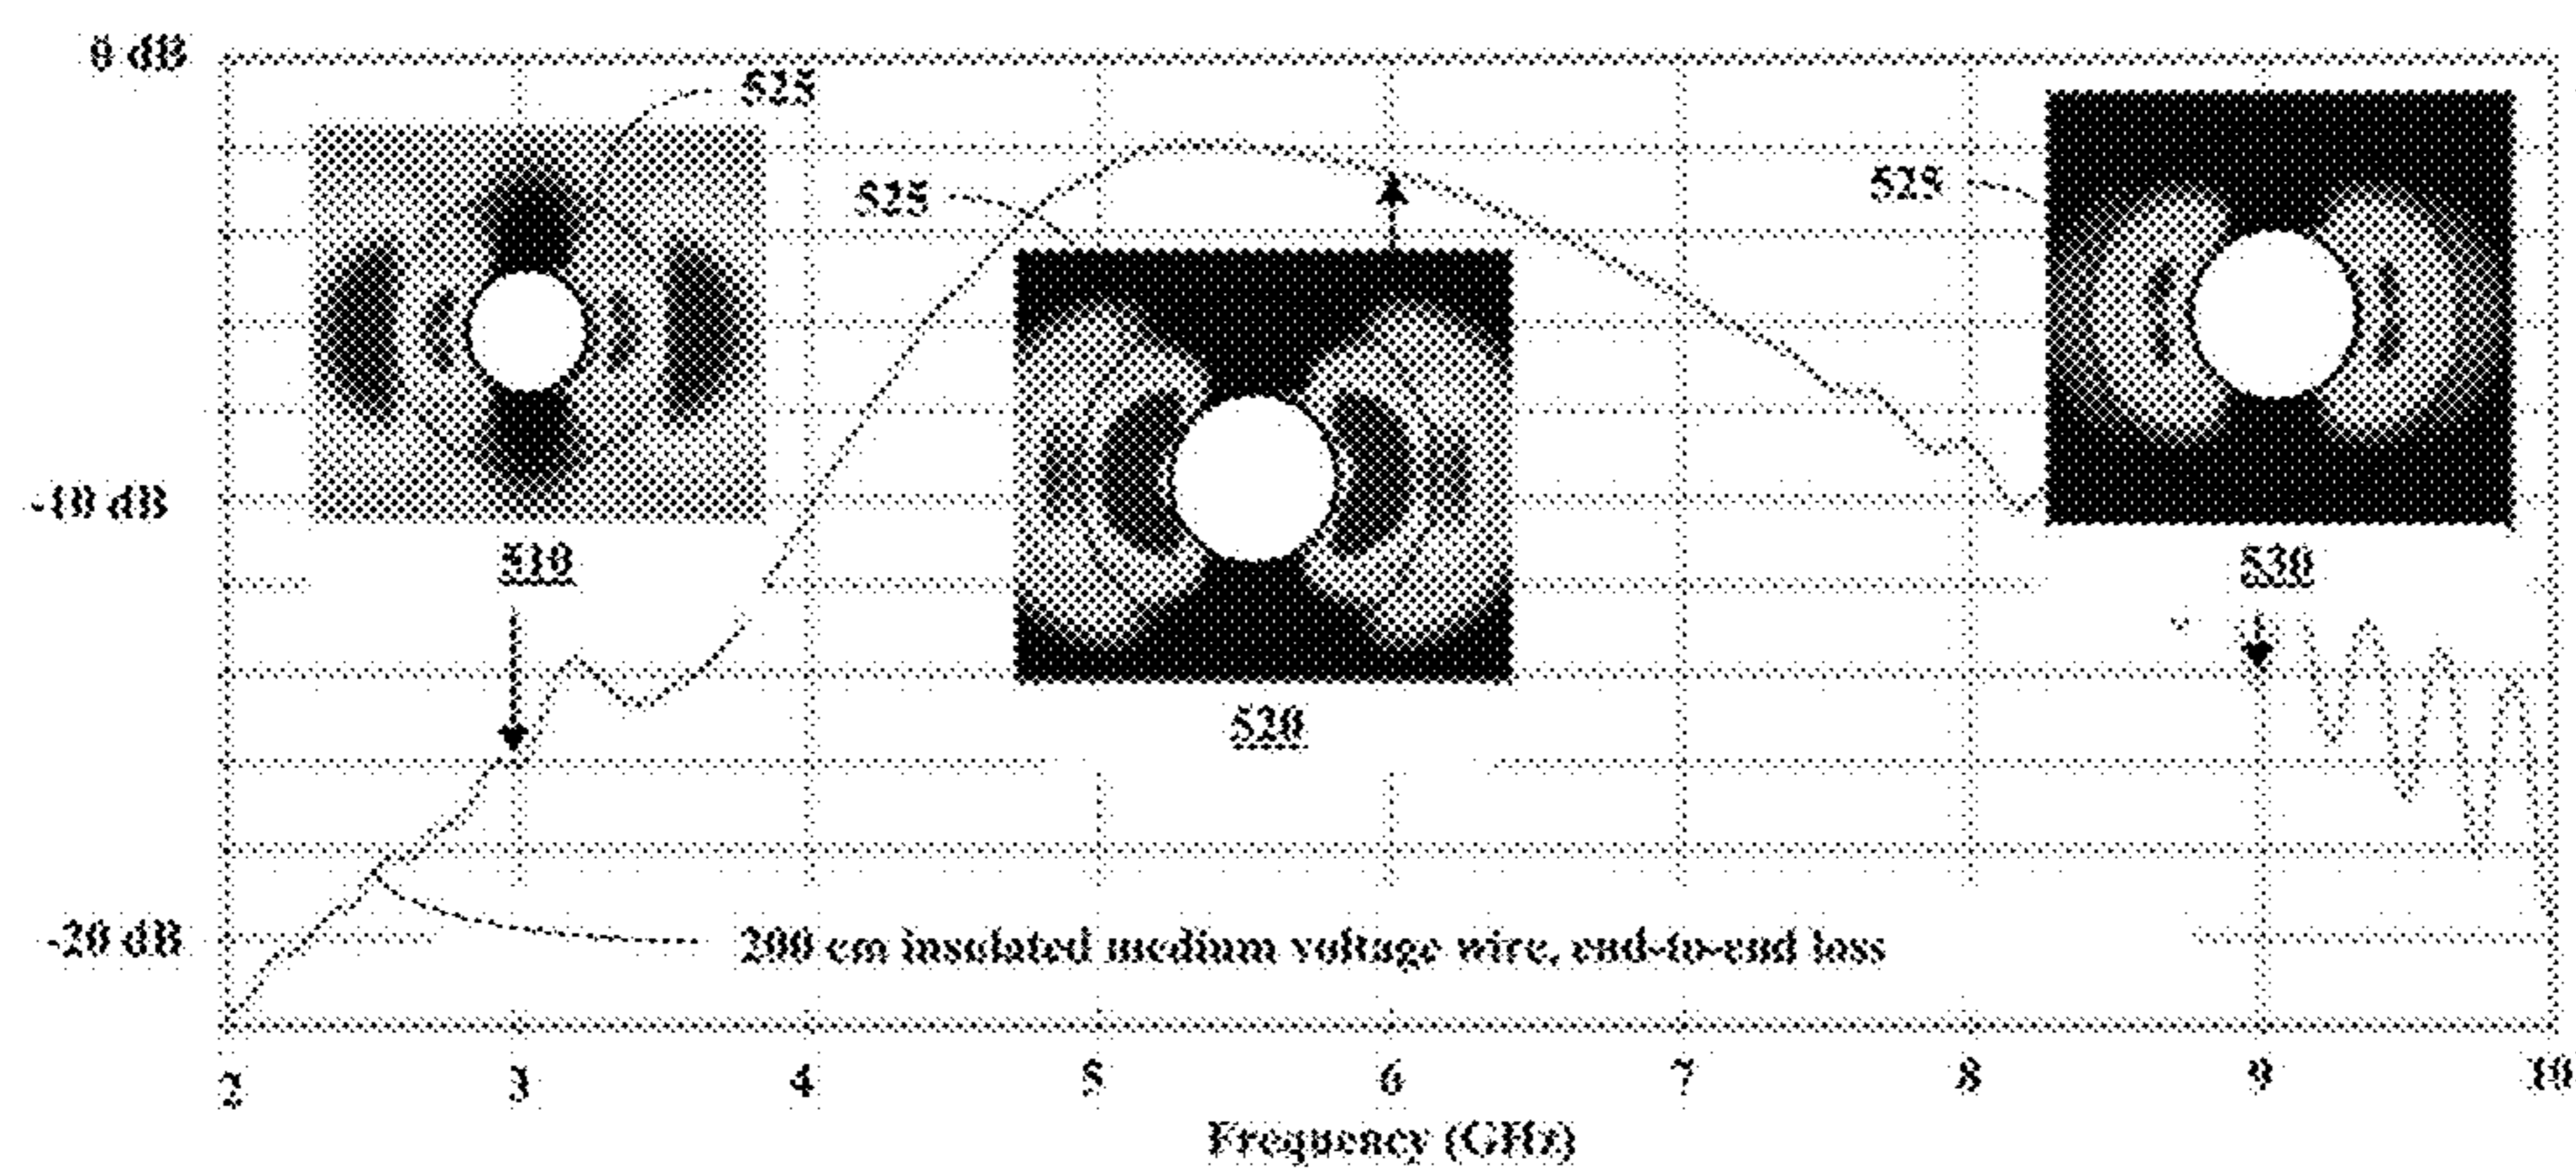 0 dB
525
525
525
-10 dB
510
530
520
-20 dB
200 cm insulated medium voltage wire, end-to-end loss
2 3 4 5 6 7 8 9 10
Frequency (GHz)